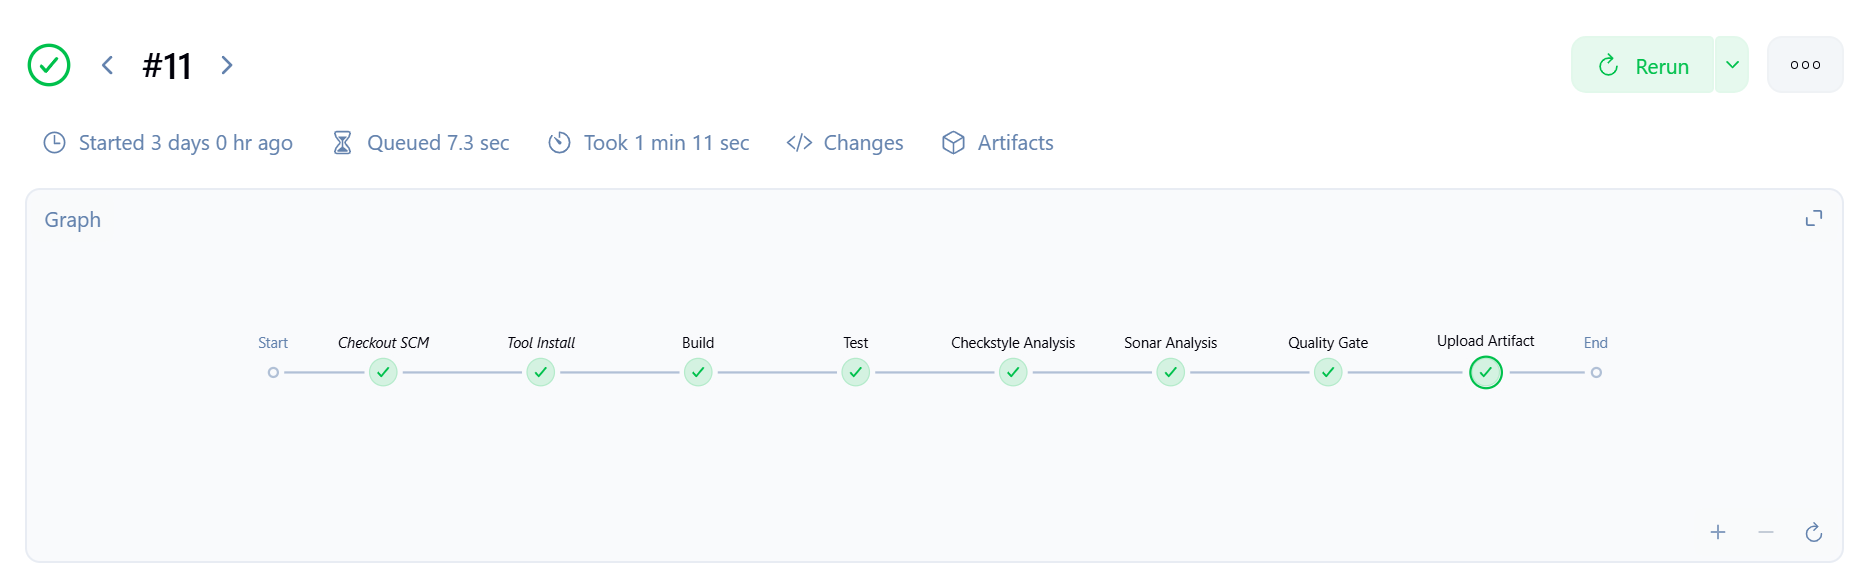 #11
Rerun
Started 3 days 0 hr ago Queued 7.3 sec Took 1 min 11 sec Changes Artifacts
Graph
Start Checkout SCM Tool Install Build Test Checkstyle Analysis Sonar Analysis Quality Gate Upload Artifact End